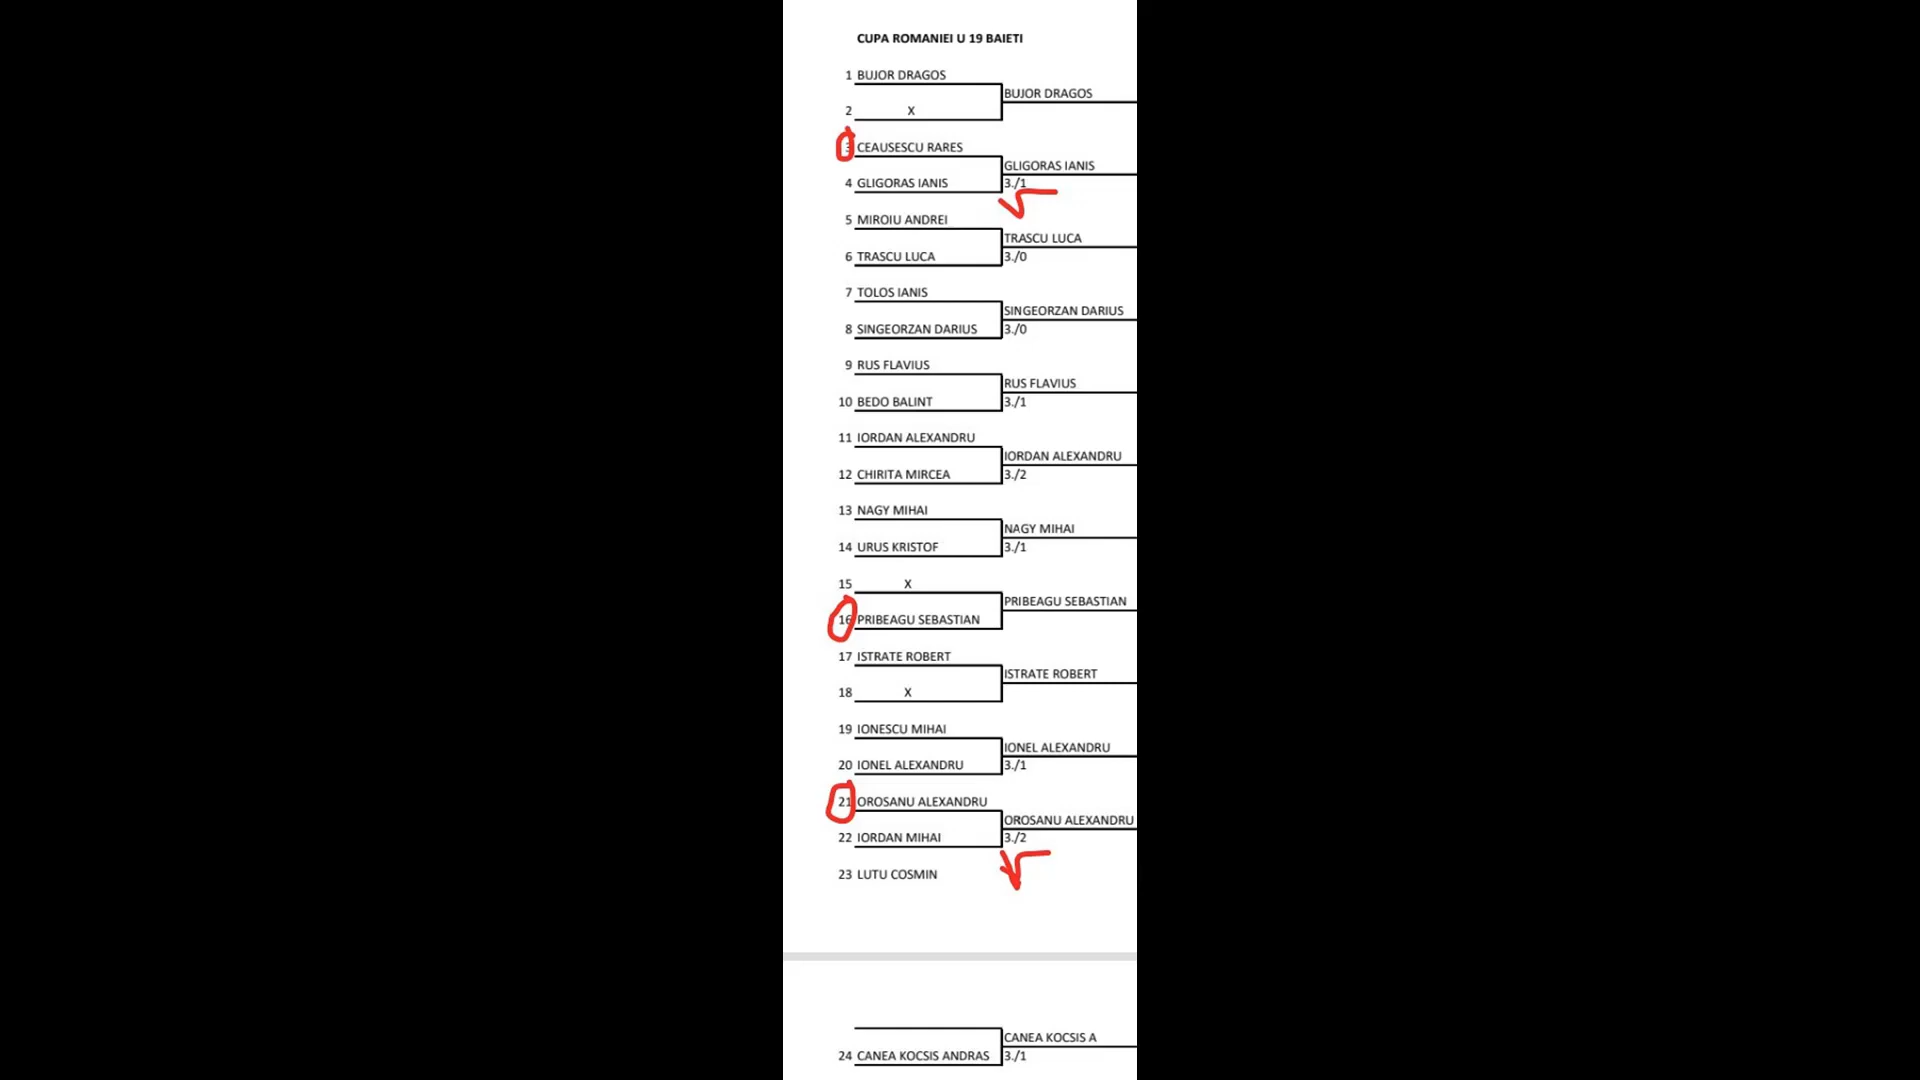 CUPA ROMANIEI U 19 BAIETI
1 BUJOR DRAGOS
BUJOR DRAGOS
2 X
3 CEAUSESCU RARES
GLIGORAS IANIS
4 GLIGORAS IANIS 3./1
5 MIROIU ANDREI
TRASCU LUCA
6 TRASCU LUCA 3./0
7 TOLOS IANIS
SINGEORZAN DARIUS
8 SINGEORZAN DARIUS 3./0
9 RUS FLAVIUS
RUS FLAVIUS
10 BEDO BALINT 3./1
11 IORDAN ALEXANDRU
IORDAN ALEXANDRU
12 CHIRITA MIRCEA 3./2
13 NAGY MIHAI
NAGY MIHAI
14 URUS KRISTOF 3./1
15 X
PRIBEAGU SEBASTIAN
16 PRIBEAGU SEBASTIAN
17 ISTRATE ROBERT
ISTRATE ROBERT
18 X
19 IONESCU MIHAI
IONEL ALEXANDRU
20 IONEL ALEXANDRU 3./1
21 OROSANU ALEXANDRU
OROSANU ALEXANDRU
22 IORDAN MIHAI 3./2
23 LUTU COSMIN
CANEA KOCSIS A
24 CANEA KOCSIS ANDRAS 3./1